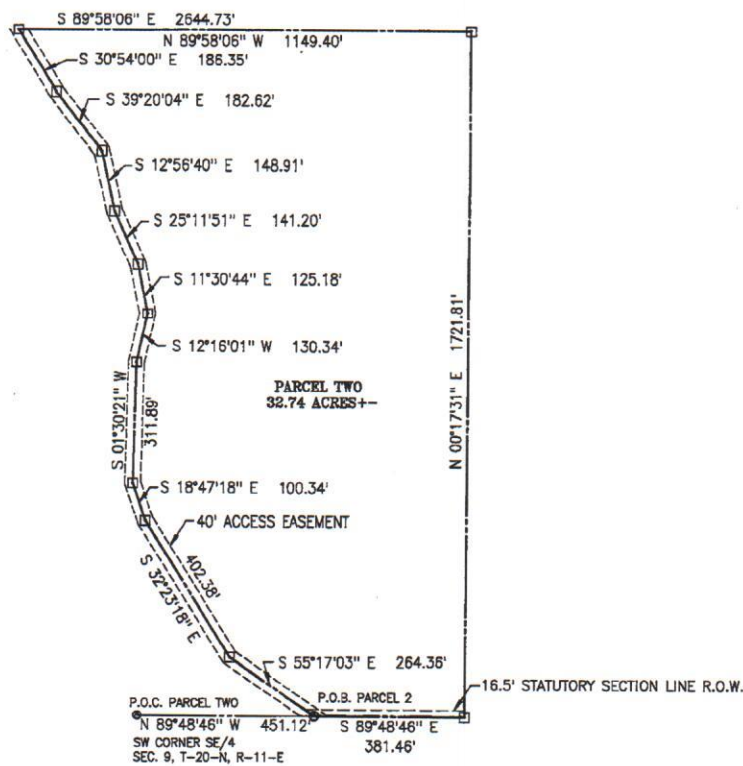 S 89°58'06" E 2644.73'
N 89°58'06" W 1149.40'
S 30°54'00" E 186.35'
S 39°20'04" E 182.62'
S 12°56'40" E 148.91'
S 25°11'51" E 141.20'
S 11°30'44" E 125.18'
S 12°16'01" W 130.34'
N 00°17'31" E 1721.81'
PARCEL TWO
32.74 ACRES+-
S 01°30'21" W
311.89'
S 18°47'18" E 100.34'
40' ACCESS EASEMENT
402.38'
S 32°23'18" E
S 55°17'03" E 264.36'
16.5' STATUTORY SECTION LINE R.O.W.
P.O.C. PARCEL TWO
P.O.B. PARCEL 2
N 89°48'46" W 451.12'
S 89°48'46" E
381.46'
SW CORNER SE/4
SEC. 9, T-20-N, R-11-E